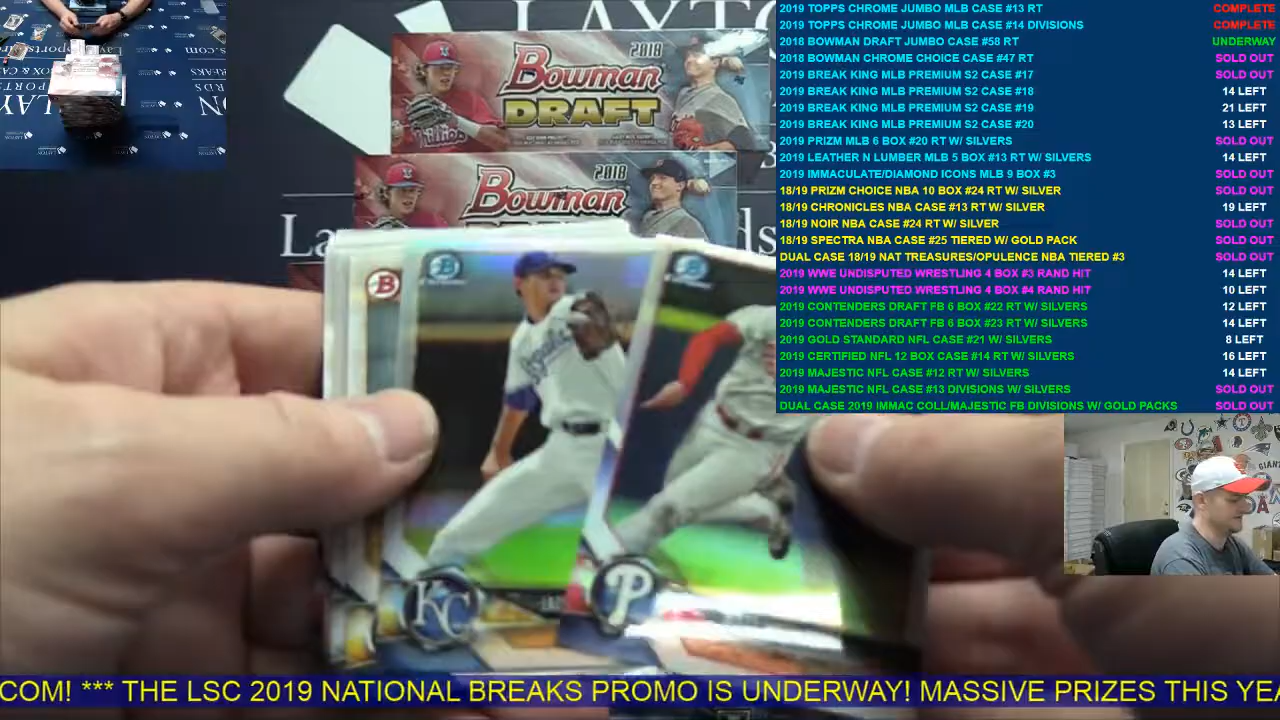 2019 TOPPS CHROME JUMBO MLB CASE #13 RT COMPLETE
2019 TOPPS CHROME JUMBO MLB CASE #14 DIVISIONS COMPLETE
2018 BOWMAN DRAFT JUMBO CASE #58 RT UNDERWAY
2018 BOWMAN CHROME CHOICE CASE #47 RT SOLD OUT
2019 BREAK KING MLB PREMIUM S2 CASE #17 SOLD OUT
2019 BREAK KING MLB PREMIUM S2 CASE #18 14 LEFT
2019 BREAK KING MLB PREMIUM S2 CASE #19 21 LEFT
2019 BREAK KING MLB PREMIUM S2 CASE #20 13 LEFT
2019 PRIZM MLB 6 BOX #20 RT W/ SILVERS SOLD OUT
2019 LEATHER N LUMBER MLB 5 BOX #13 RT W/ SILVERS 14 LEFT
2019 IMMACULATE/DIAMOND ICONS MLB 9 BOX #3 SOLD OUT
18/19 PRIZM CHOICE NBA 10 BOX #24 RT W/ SILVER SOLD OUT
18/19 CHRONICLES NBA CASE #13 RT W/ SILVER 19 LEFT
18/19 NOIR NBA CASE #24 RT W/ SILVER SOLD OUT
18/19 SPECTRA NBA CASE #25 TIERED W/ GOLD PACK SOLD OUT
DUAL CASE 18/19 NAT TREASURES/OPULENCE NBA TIERED #3 SOLD OUT
2019 WWE UNDISPUTED WRESTLING 4 BOX #3 RAND HIT 14 LEFT
2019 WWE UNDISPUTED WRESTLING 4 BOX #4 RAND HIT 10 LEFT
2019 CONTENDERS DRAFT FB 6 BOX #22 RT W/ SILVERS 12 LEFT
2019 CONTENDERS DRAFT FB 6 BOX #23 RT W/ SILVERS 14 LEFT
2019 GOLD STANDARD NFL CASE #21 W/ SILVERS 8 LEFT
2019 CERTIFIED NFL 12 BOX CASE #14 RT W/ SILVERS 16 LEFT
2019 MAJESTIC NFL CASE #12 RT W/ SILVERS 14 LEFT
2019 MAJESTIC NFL CASE #13 DIVISIONS W/ SILVERS SOLD OUT
DUAL CASE 2019 IMMAC COLL/MAJESTIC FB DIVISIONS W/ GOLD PACKS SOLD OUT
LAYTON
2018
Bowman
DRAFT
Phillies
2018
Bowman
B
KC
P
COM! *** THE LSC 2019 NATIONAL BREAKS PROMO IS UNDERWAY! MASSIVE PRIZES THIS YEA